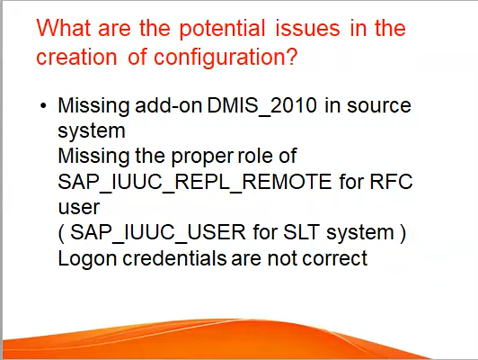 What are the potential issues in the
creation of configuration?
• Missing add-on DMIS_2010 in source
system
Missing the proper role of
SAP_IUUC_REPL_REMOTE for RFC
user
( SAP_IUUC_USER for SLT system )
Logon credentials are not correct